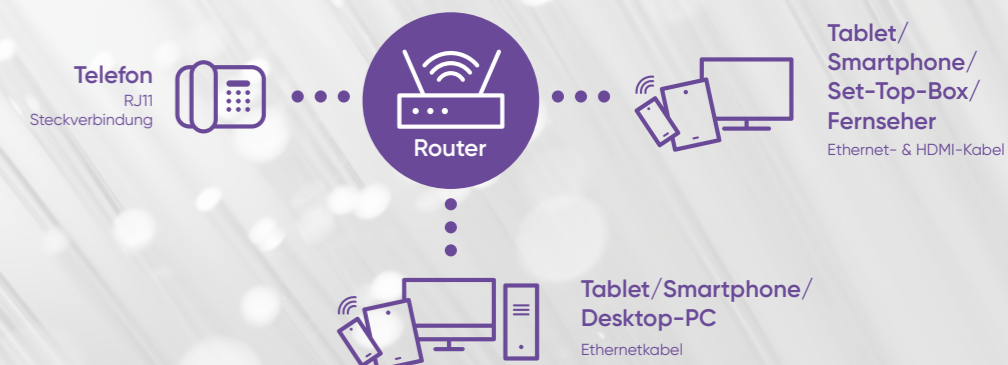 Telefon
RJ11
Steckverbindung
Router
Tablet/
Smartphone/
Set-Top-Box/
Fernseher
Ethernet- & HDMI-Kabel
Tablet/Smartphone/
Desktop-PC
Ethernetkabel